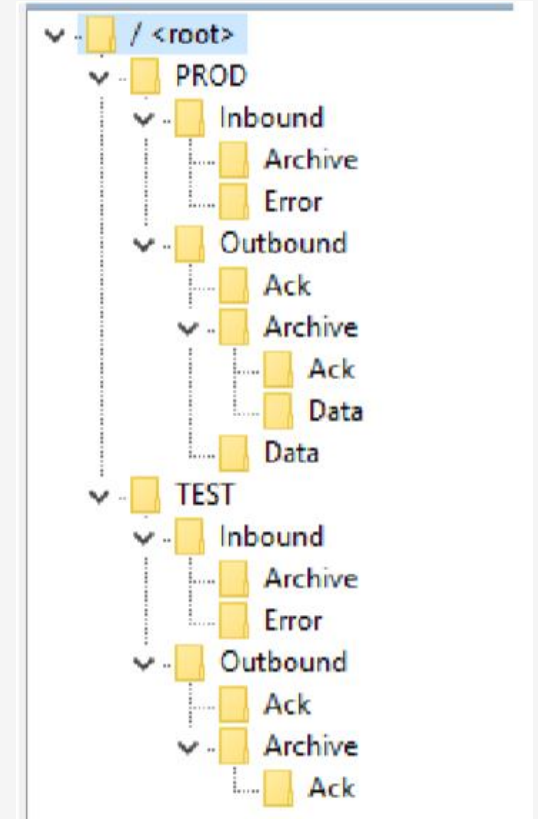 / <root>
PROD
Inbound
Archive
Error
Outbound
Ack
Archive
Ack
Data
Data
TEST
Inbound
Archive
Error
Outbound
Ack
Archive
Ack